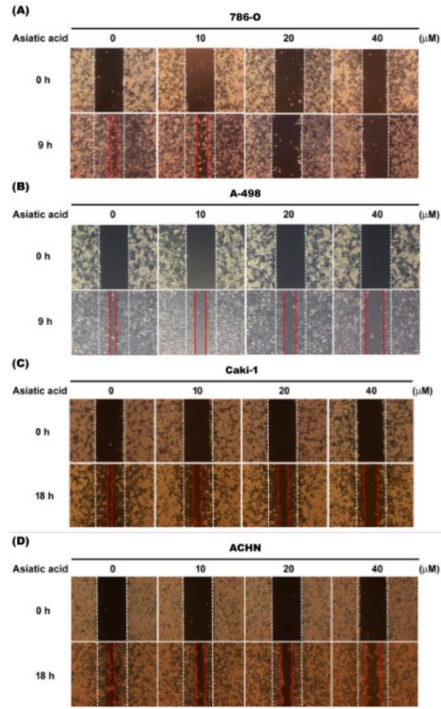 (A)
786-O
Asiatic acid 0 10 20 40 (μM)
0 h
9 h
(B)
A-498
Asiatic acid 0 10 20 40 (μM)
0 h
9 h
(C)
Caki-1
Asiatic acid 0 10 20 40 (μM)
0 h
18 h
(D)
ACHN
Asiatic acid 0 10 20 40 (μM)
0 h
18 h